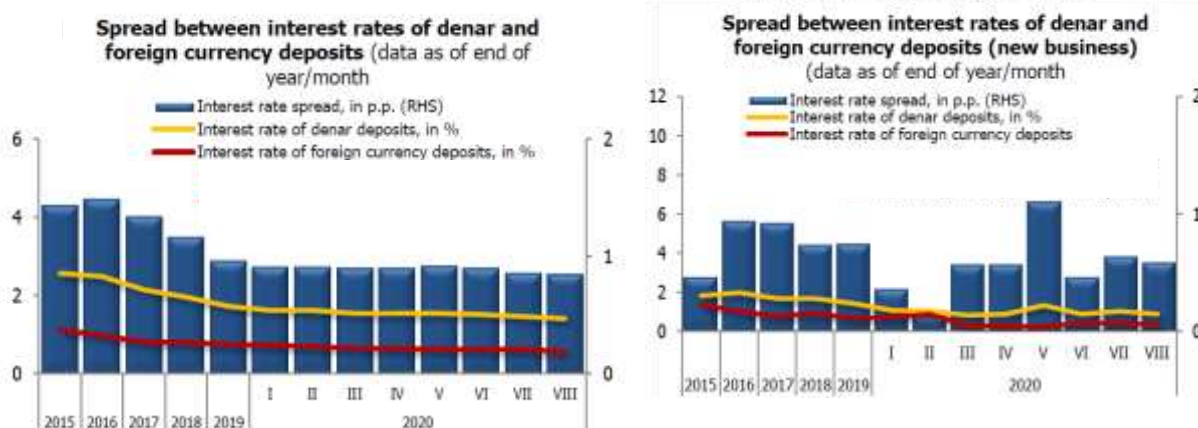 Spread between interest rates of denar and
foreign currency deposits (data as of end of
year/month
Interest rate spread, in p.p. (RHS)
Interest rate of denar deposits, in %
Interest rate of foreign currency deposits, in %
6
4
2
0
2
1
0
I II III IV V VI VII VIII
2015 2016 2017 2018 2019 2020
Spread between interest rates of denar and
foreign currency deposits (new business)
(data as of end of year/month
Interest rate spread, in p.p. (RHS)
Interest rate of denar deposits, in %
Interest rate of foreign currency deposits
12
10
8
6
4
2
0
2
1
0
I II III IV V VI VII VIII
2015 2016 2017 2018 2019 2020